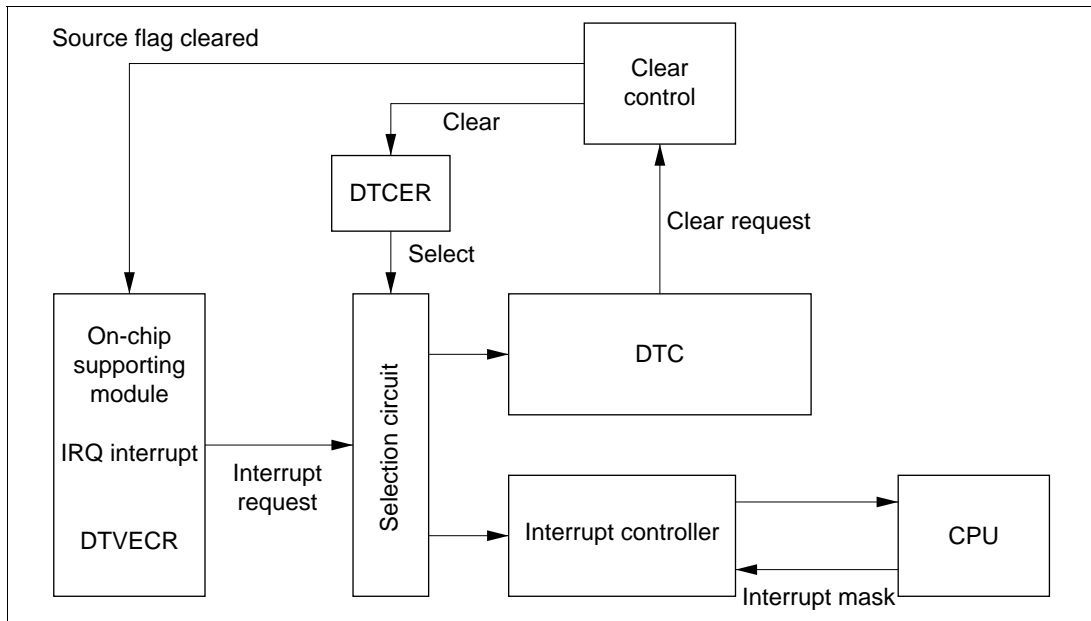 Source flag cleared
Clear
control
Clear
DTCER
Clear request
Select
On-chip
supporting
module
IRQ interrupt
DTVECR
Interrupt
request
Selection circuit
DTC
Interrupt controller
CPU
Interrupt mask